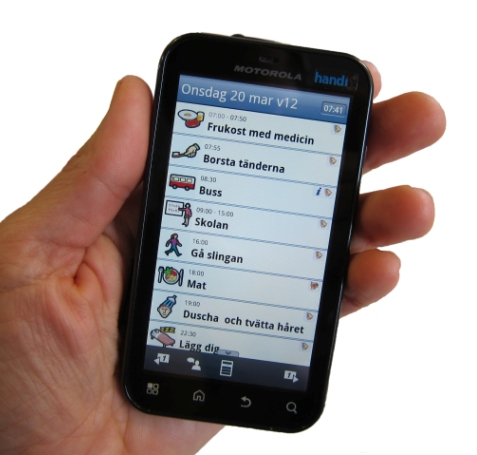 MOTOROLA
handi
Onsdag 20 mar v12 07:41
07:00 - 07:50
Frukost med medicin
07:55
Borsta tänderna
08:30
Buss
09:00 - 15:00
Skolan
16:00
Gå slingan
18:00
Mat
19:00
Duscha och tvätta håret
22:30
Lägg dig